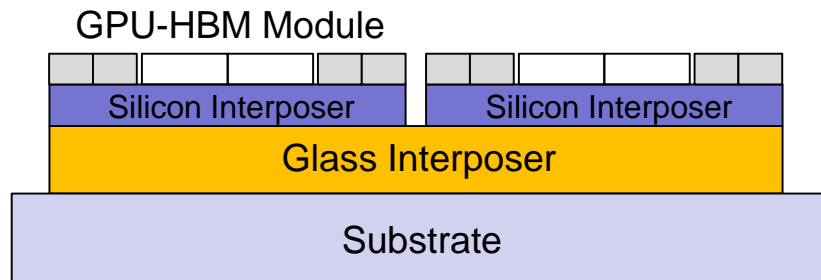 GPU-HBM Module
Silicon Interposer
Silicon Interposer
Glass Interposer
Substrate